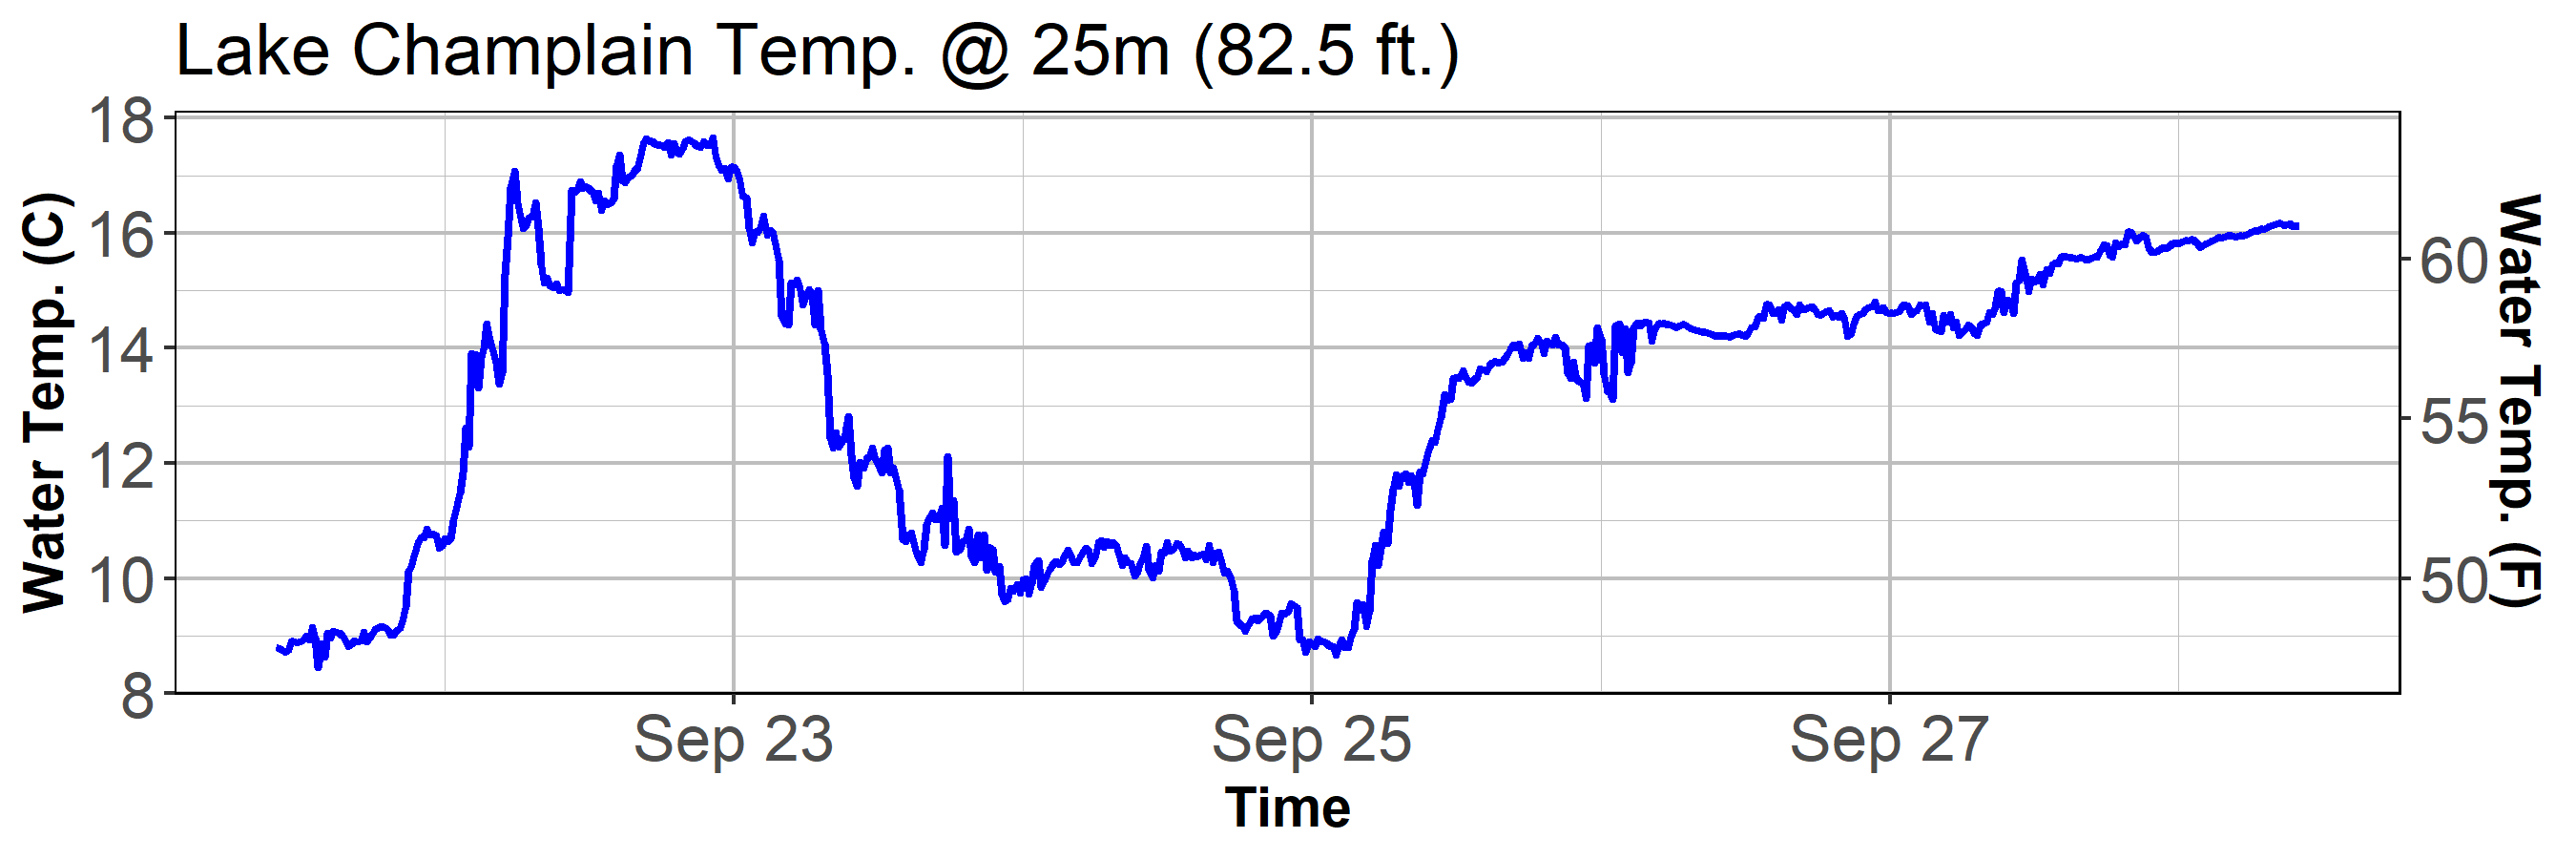 Lake Champlain Temp. @ 25m (82.5 ft.)
Water Temp. (C)
18
16
14
12
10
8
60
55
50
Water Temp. (F)
Sep 23
Sep 25
Sep 27
Time